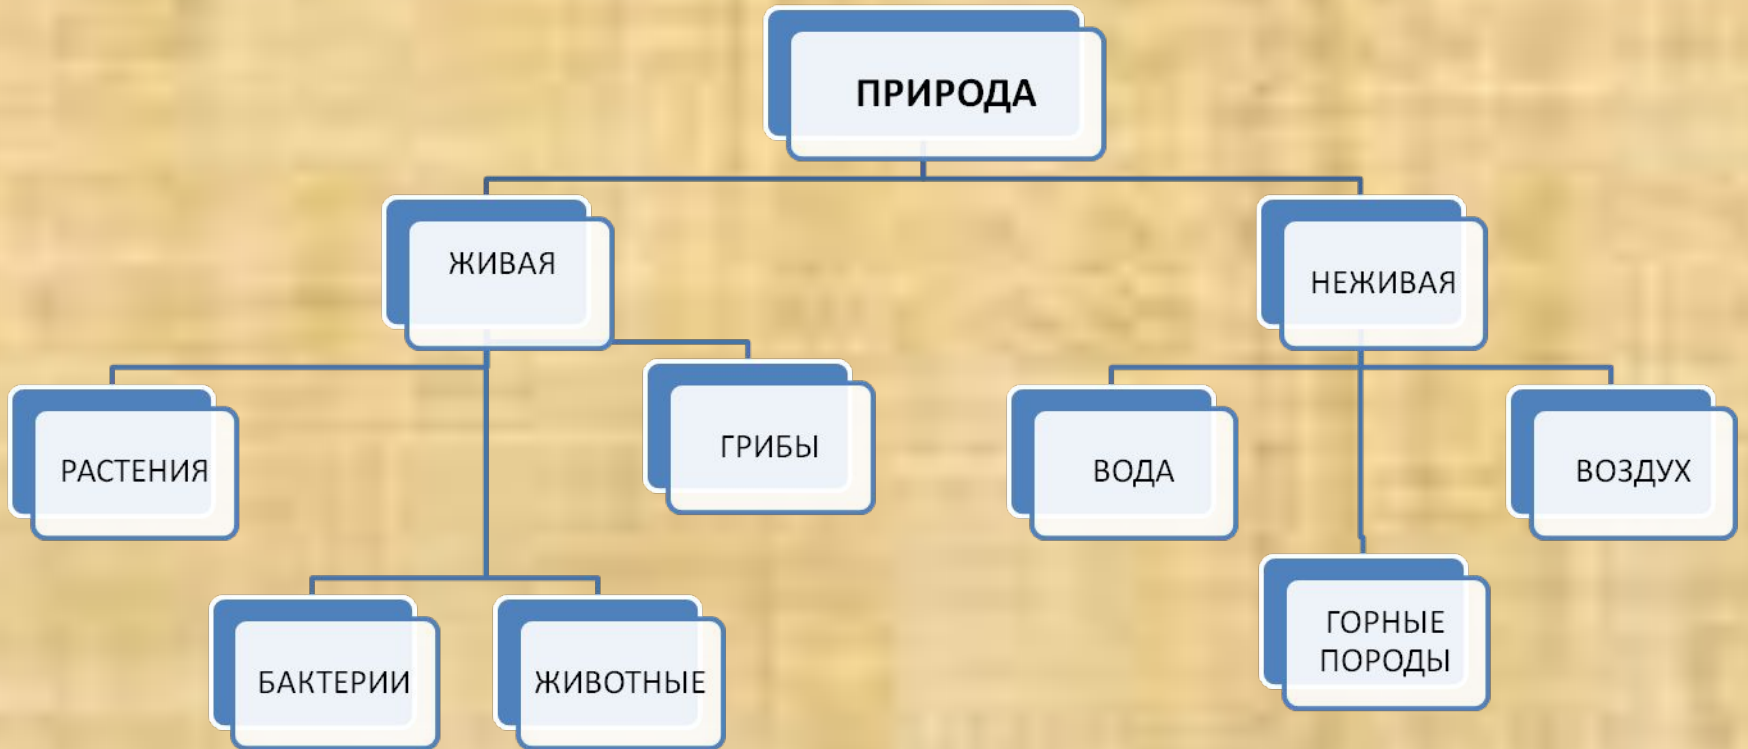 ПРИРОДА
ЖИВАЯ
НЕЖИВАЯ
РАСТЕНИЯ
ГРИБЫ
ВОДА
ВОЗДУХ
БАКТЕРИИ
ЖИВОТНЫЕ
ГОРНЫЕ
ПОРОДЫ